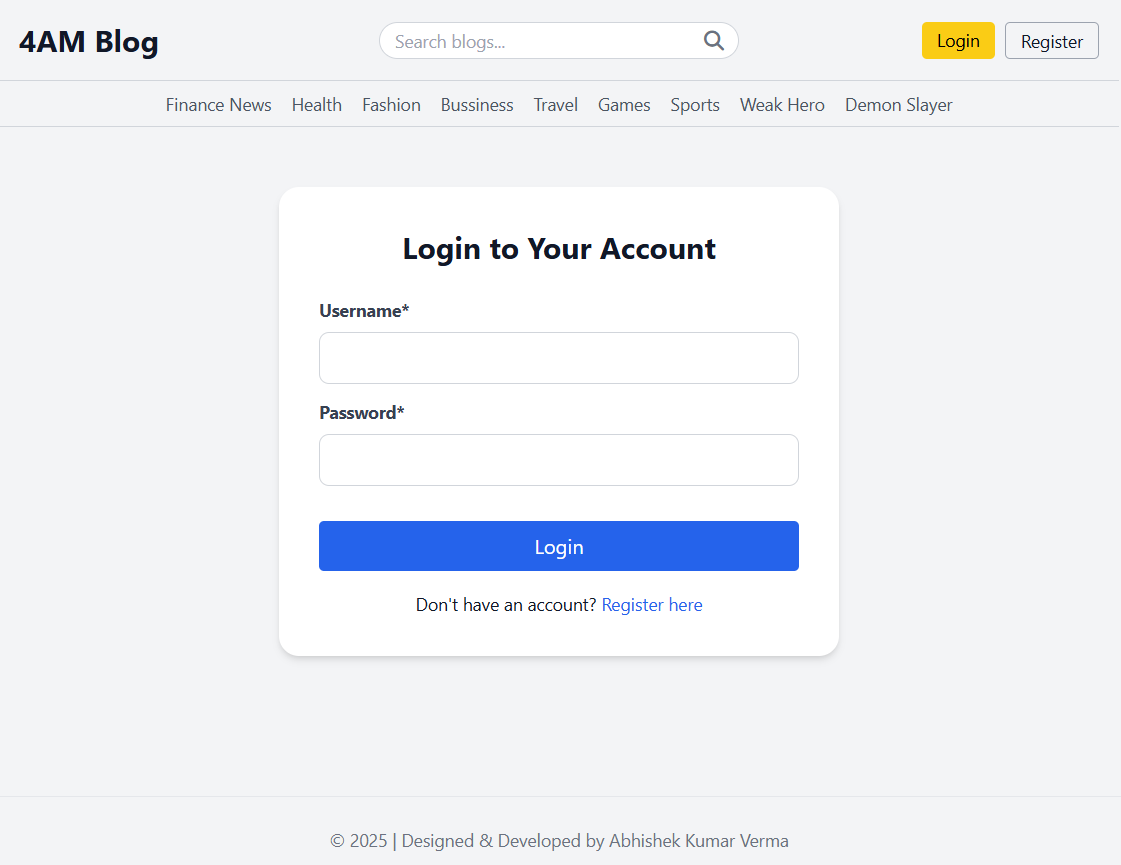 4AM Blog
Search blogs...
Login
Register
Finance News Health Fashion Bussiness Travel Games Sports Weak Hero Demon Slayer
Login to Your Account
Username*
Password*
Login
Don't have an account? Register here
© 2025 | Designed & Developed by Abhishek Kumar Verma